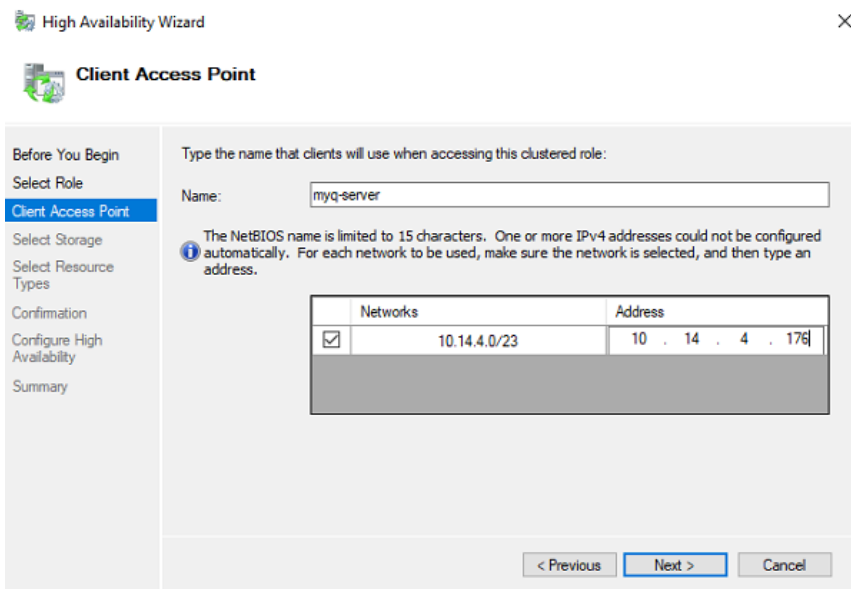 High Availability Wizard
Client Access Point
Before You Begin
Select Role
Client Access Point
Select Storage
Select Resource
Types
Confirmation
Configure High
Availability
Summary
Type the name that clients will use when accessing this clustered role:
Name:
myq-server
The NetBIOS name is limited to 15 characters. One or more IPv4 addresses could not be configured
automatically. For each network to be used, make sure the network is selected, and then type an
address.
Networks Address
10.14.4.0/23 10 . 14 . 4 . 176
< Previous Next > Cancel